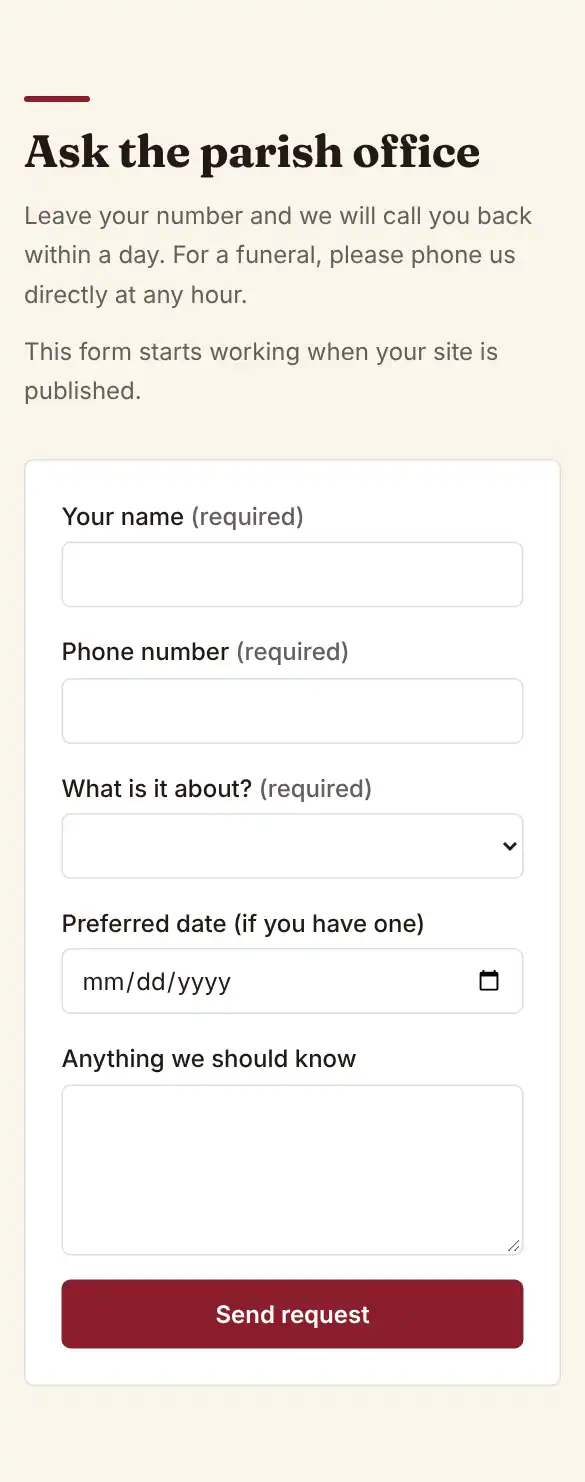 Ask the parish office
Leave your number and we will call you back
within a day. For a funeral, please phone us
directly at any hour.
This form starts working when your site is
published.
Your name (required)
Phone number (required)
What is it about? (required)
Preferred date (if you have one)
mm/dd/yyyy
Anything we should know
Send request